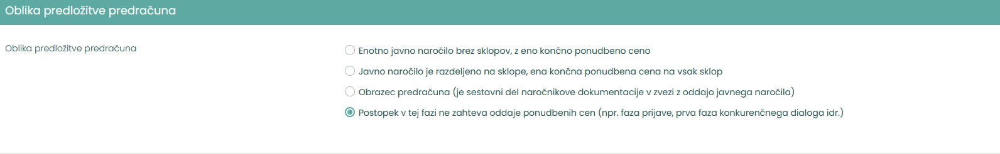 Oblika predložitve predračuna
Oblika predložitve predračuna
Enotno javno naročilo brez sklopov, z eno končno ponudbeno ceno
Javno naročilo je razdeljeno na sklope, ena končna ponudbena cena na vsak sklop
Obrazec predračuna (je sestavni del naročnikove dokumentacije v zvezi z oddajo javnega naročila)
Postopek v tej fazi ne zahteva oddaje ponudbenih cen (npr. faza prijave, prva faza konkurenčnega dialoga idr.)